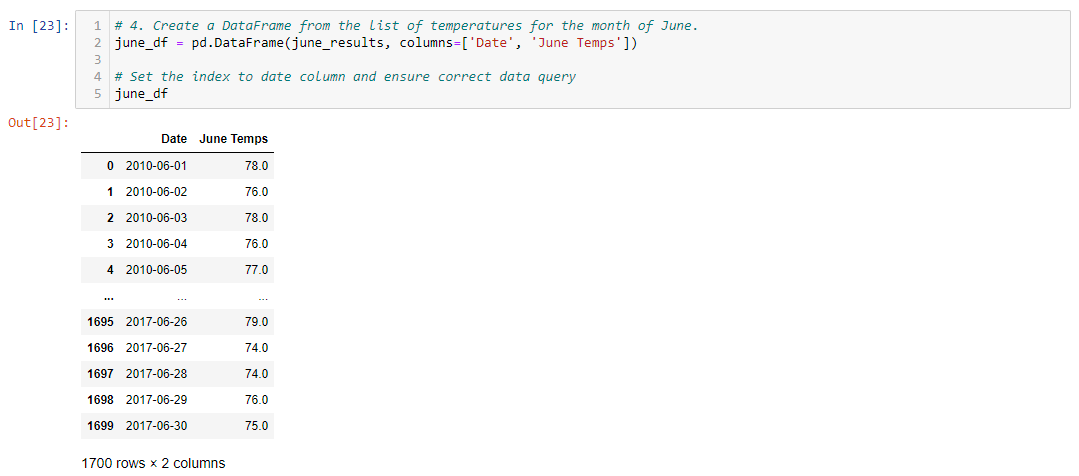 In [23]:
1 # 4. Create a DataFrame from the list of temperatures for the month of June.
2 june_df = pd.DataFrame(june_results, columns=['Date', 'June Temps'])
3
4 # Set the index to date column and ensure correct data query
5 june_df
Out[23]:
Date June Temps
0 2010-06-01 78.0
1 2010-06-02 76.0
2 2010-06-03 78.0
3 2010-06-04 76.0
4 2010-06-05 77.0
... ... ...
1695 2017-06-26 79.0
1696 2017-06-27 74.0
1697 2017-06-28 74.0
1698 2017-06-29 76.0
1699 2017-06-30 75.0
1700 rows × 2 columns